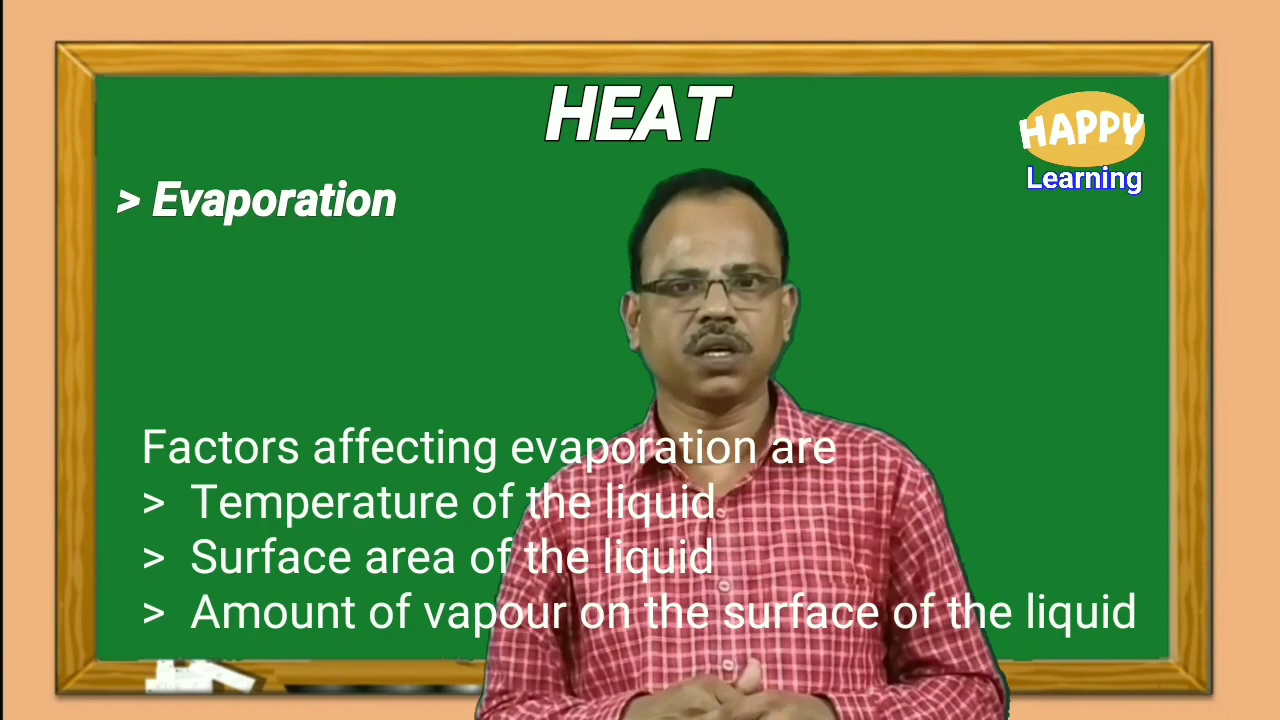 HEAT
HAPPY
Learning
> Evaporation
Factors affecting evaporation are
> Temperature of the liquid
> Surface area of the liquid
> Amount of vapour on the surface of the liquid